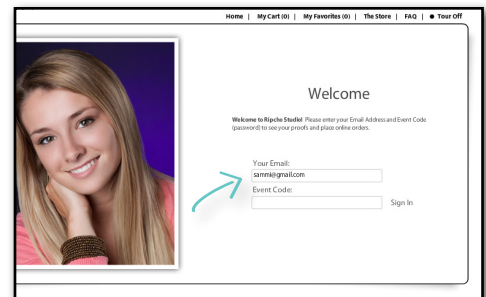 Home | My Cart (0) | My Favorites (0) | The Store | FAQ | ● Tour Off
Welcome
Welcome to Ripcho Studio! Please enter your Email Address and Event Code
(password) to see your proofs and place online orders.
Your Email:
sammi@gmail.com
Event Code:
Sign In